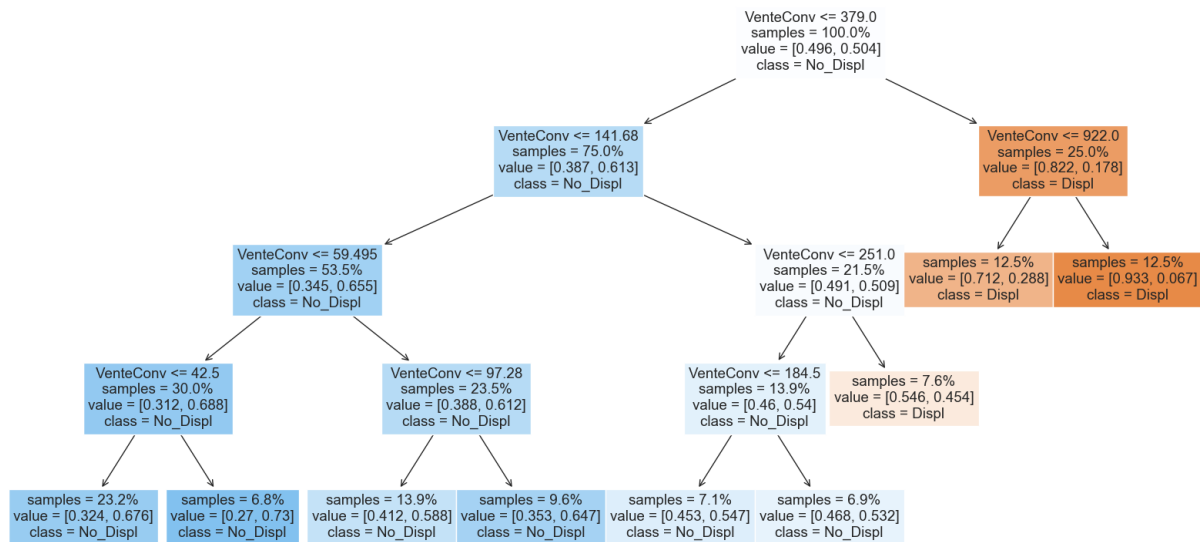 VenteConv <= 379.0
samples = 100.0%
value = [0.496, 0.504]
class = No_Displ
VenteConv <= 141.68
samples = 75.0%
value = [0.387, 0.613]
class = No_Displ
VenteConv <= 922.0
samples = 25.0%
value = [0.822, 0.178]
class = Displ
VenteConv <= 59.495
samples = 53.5%
value = [0.345, 0.655]
class = No_Displ
VenteConv <= 251.0
samples = 21.5%
value = [0.491, 0.509]
class = No_Displ
samples = 12.5%
value = [0.712, 0.288]
class = Displ
samples = 12.5%
value = [0.933, 0.067]
class = Displ
VenteConv <= 42.5
samples = 30.0%
value = [0.312, 0.688]
class = No_Displ
VenteConv <= 97.28
samples = 23.5%
value = [0.388, 0.612]
class = No_Displ
VenteConv <= 184.5
samples = 13.9%
value = [0.46, 0.54]
class = No_Displ
samples = 7.6%
value = [0.546, 0.454]
class = Displ
samples = 23.2%
value = [0.324, 0.676]
class = No_Displ
samples = 6.8%
value = [0.27, 0.73]
class = No_Displ
samples = 13.9%
value = [0.412, 0.588]
class = No_Displ
samples = 9.6%
value = [0.353, 0.647]
class = No_Displ
samples = 7.1%
value = [0.453, 0.547]
class = No_Displ
samples = 6.9%
value = [0.468, 0.532]
class = No_Displ